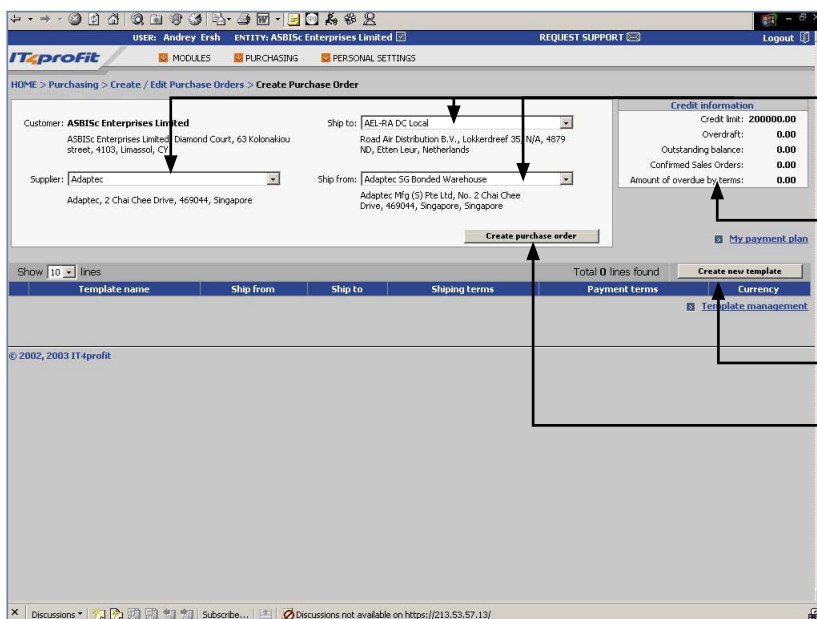 USER: Andrey Ersh ENTITY: ASBISc Enterprises Limited REQUEST SUPPORT Logout
IT4profit MODULES PURCHASING PERSONAL SETTINGS
HOME > Purchasing > Create / Edit Purchase Orders > Create Purchase Order
Customer: ASBISc Enterprises Limited
ASBISc Enterprises Limited, Diamond Court, 63 Kolonakiou
street, 4103, Limassol, CY
Ship to: AEL-RA DC Local
Road Air Distribution B.V., Lokkerdreef 35, N/A, 4879
ND, Etten Leur, Netherlands
Supplier: Adaptec
Adaptec, 2 Chai Chee Drive, 469044, Singapore
Ship from: Adaptec SG Bonded Warehouse
Adaptec Mfg (S) Pte Ltd, No. 2 Chai Chee
Drive, 469044, Singapore, Singapore
Create purchase order
Credit information
Credit limit: 200000.00
Overdraft: 0.00
Outstanding balance: 0.00
Confirmed Sales Orders: 0.00
Amount of overdue by terms: 0.00
My payment plan
Show 10 lines Total 0 lines found Create new template
Template name Ship from Ship to Shiping terms Payment terms Currency
Template management
© 2002, 2003 IT4profit
Discussions Subscribe... Discussions not available on https://213.53.57.13/